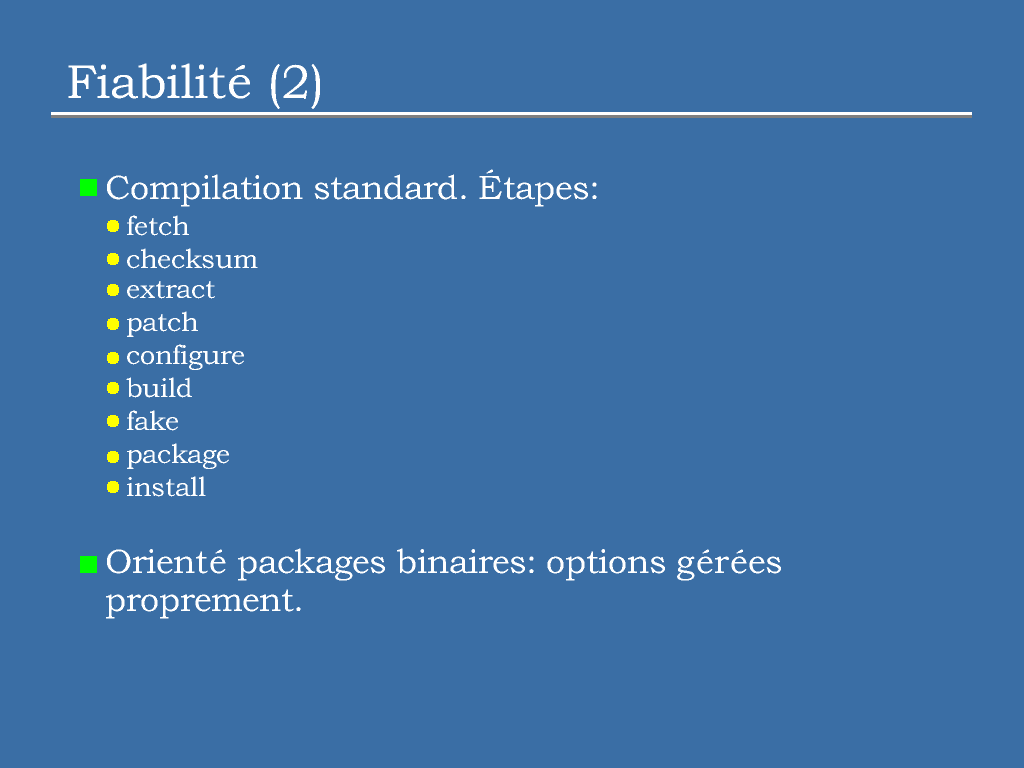 Fiabilité (2)
Compilation standard. Étapes:
fetch
checksum
extract
patch
configure
build
fake
package
install
Orienté packages binaires: options gérées
proprement.